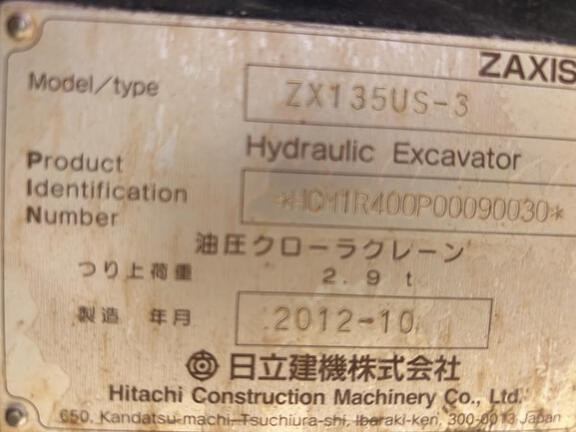 ZAXIS
Model/type ZX135US-3
Hydraulic Excavator
Product
Identification
Number
*HCM1R400P00090030*
油圧クローラクレーン
つり上荷重 2.9 t
製造 年月 2012-10
日立建機株式会社
Hitachi Construction Machinery Co., Ltd.
650, Kandatsu-machi, Tsuchiura-shi, Ibaraki-ken, 300-0013 Japan